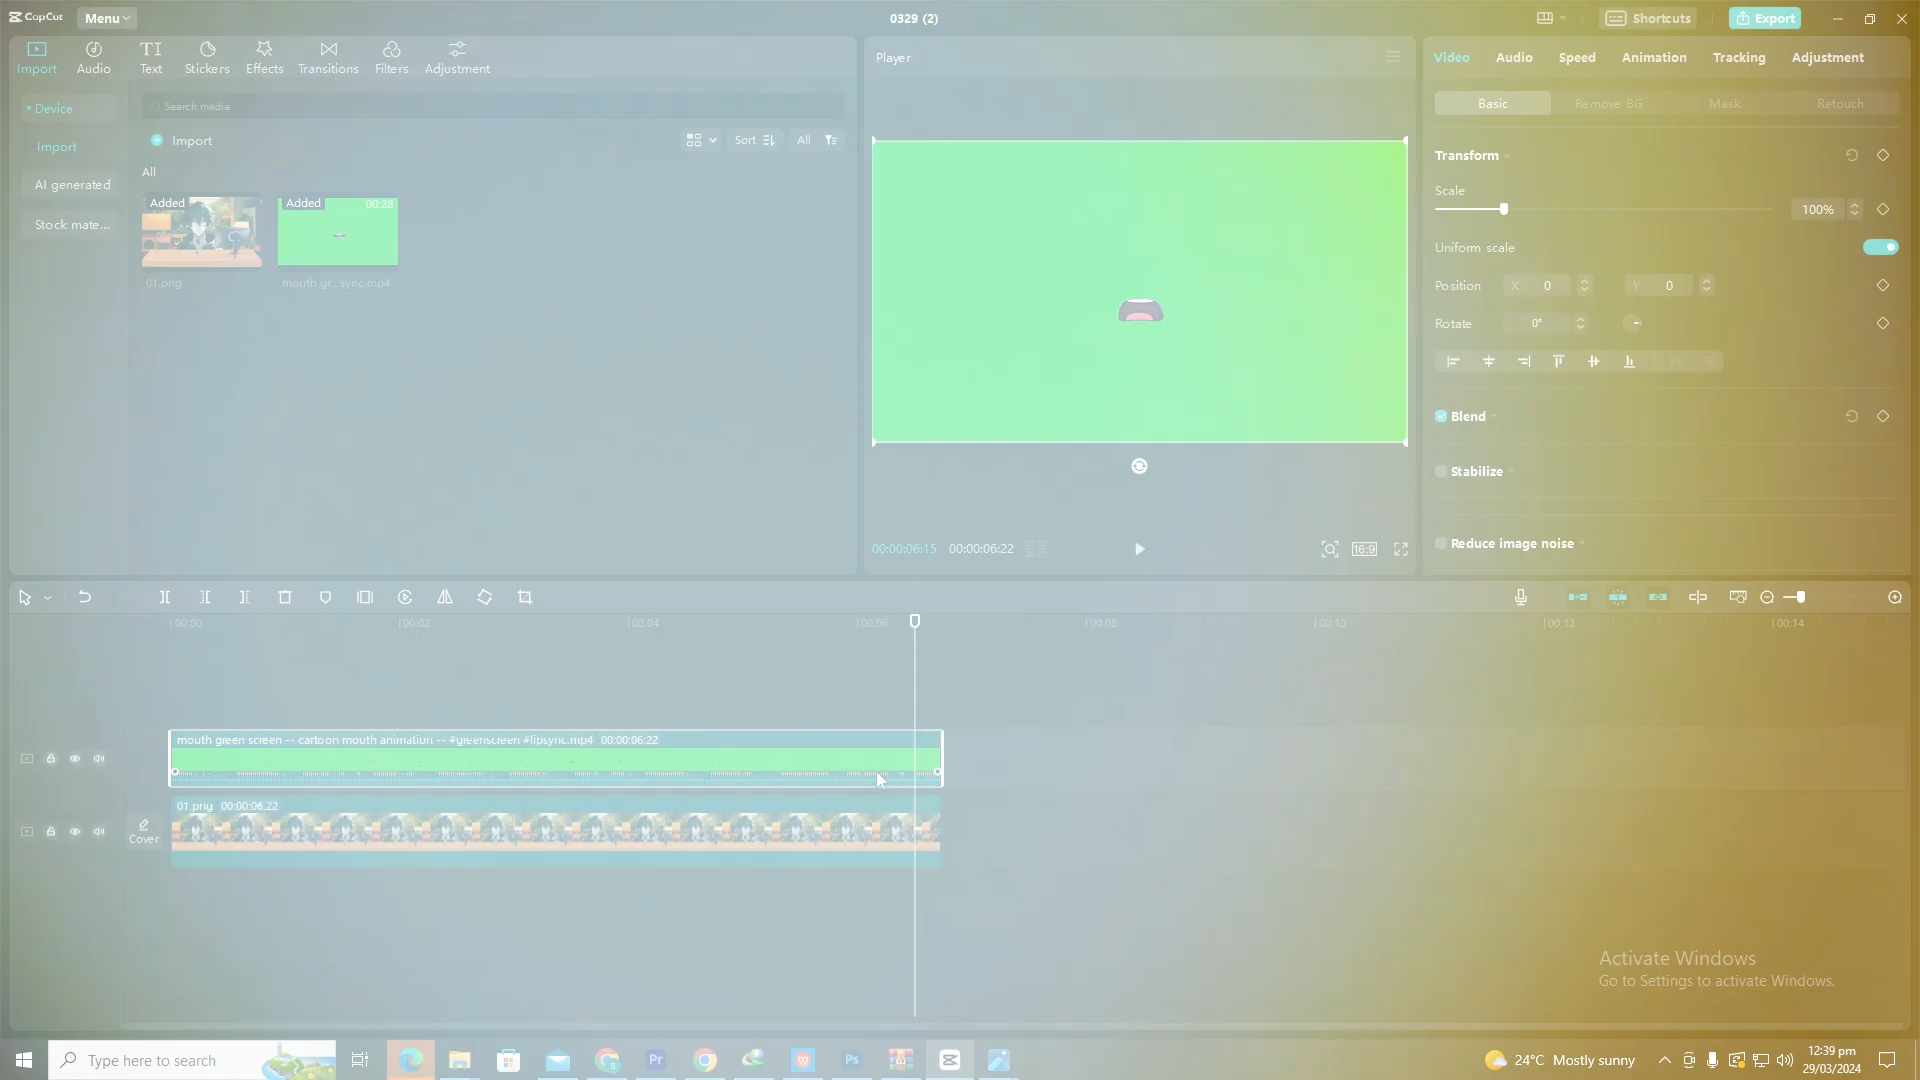 CapCut
Menu
0329 (2)
Shortcuts
Export
Import
Audio
Text
Stickers
Effects
Transitions
Filters
Adjustment
Player
Video
Audio
Speed
Animation
Tracking
Adjustment
Device
Import
AI generated
Stock mate...
Search media
Import
Sort
All
All
Added
Added
00:28
01.png
mouth gr...sync.mp4
00:00:06:15
00:00:06:22
16:9
Basic
Remove BG
Mask
Retouch
Transform
Scale
100%
Uniform scale
Position
X
0
Y
0
Rotate
0°
Blend
Stabilize
Reduce image noise
00:00
00:02
00:04
00:06
00:08
00:10
00:12
00:14
mouth green screen -- cartoon mouth animation -- #greenscreen #lipsync.mp4 00:00:06:22
01.png 00:00:06:22
Cover
Activate Windows
Go to Settings to activate Windows.
Type here to search
Pr
Ps
24°C Mostly sunny
12:39 pm
29/03/2024